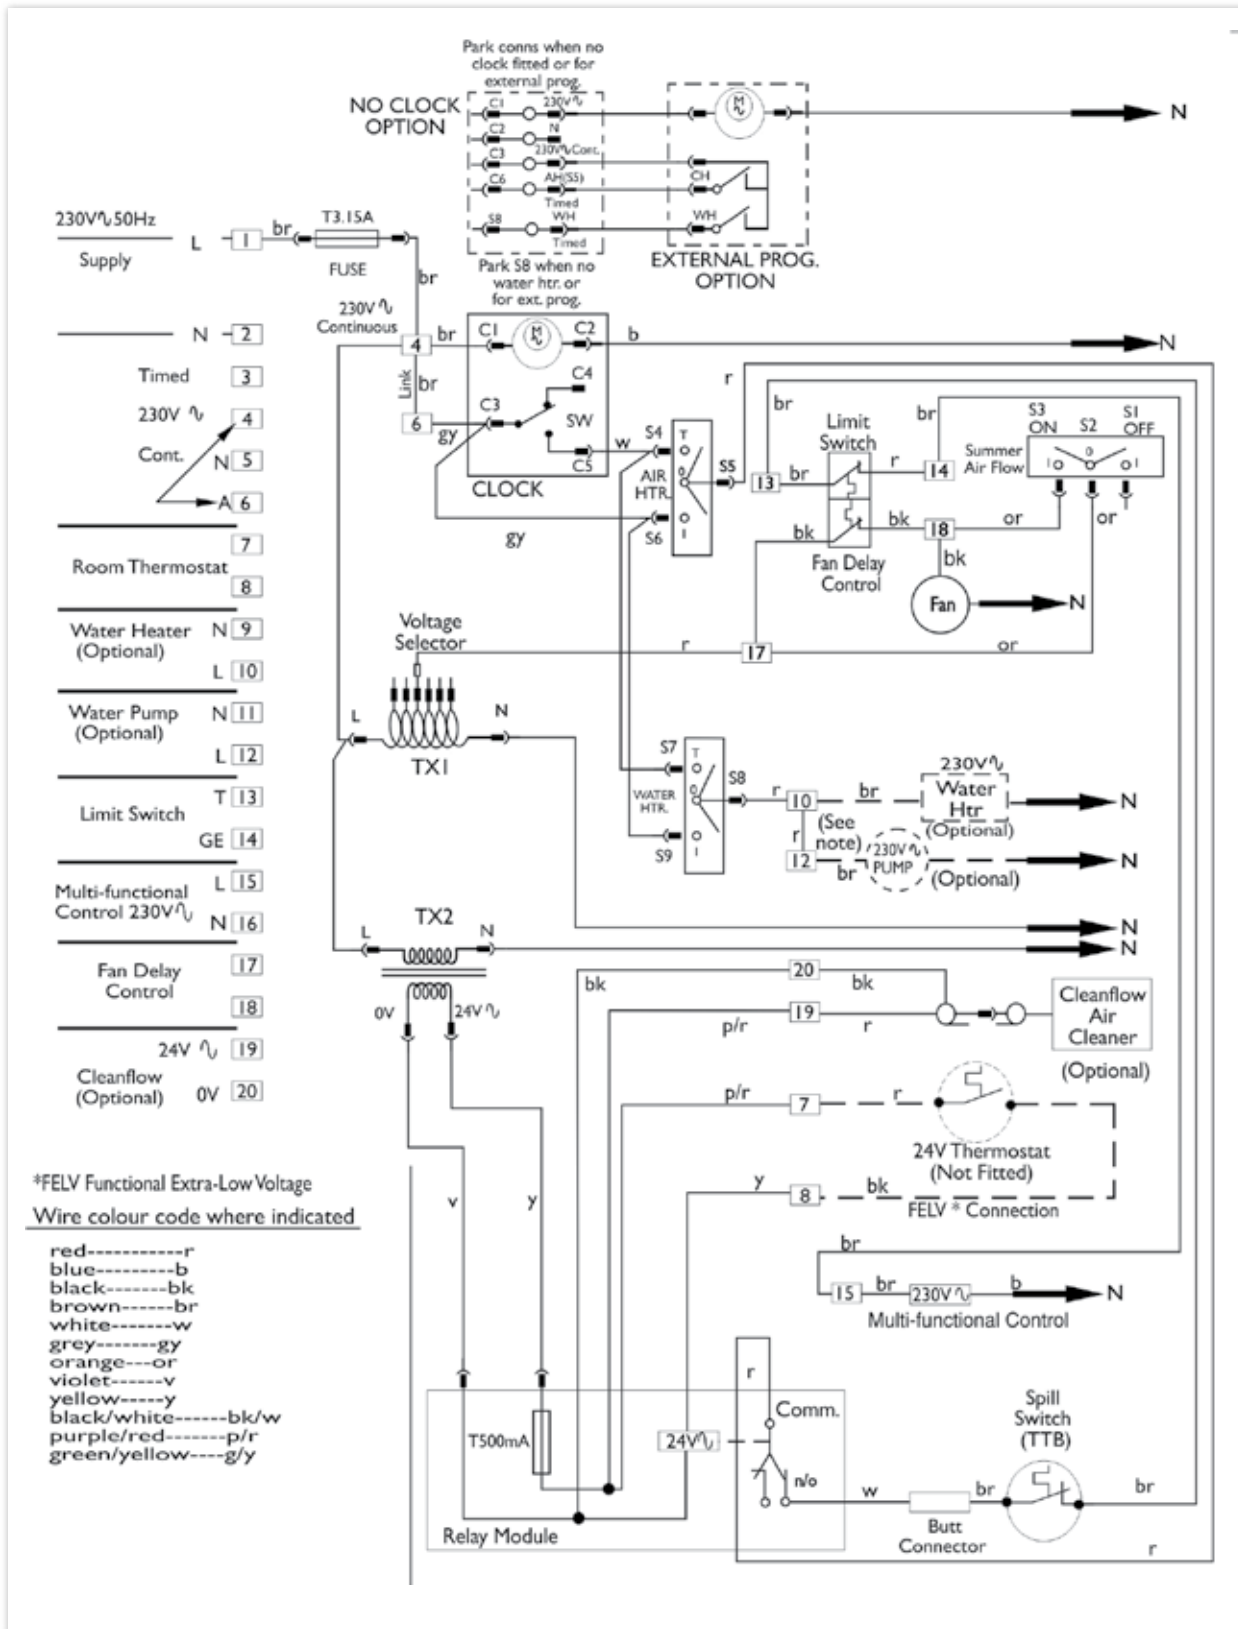 Park conns when no
clock fitted or for
external prog.
NO CLOCK
OPTION
C1 230V∿
C2 N
C3 230V∿Cont.
C6 AH(S5)
Timed
S8 WH
Timed
M
CH
WH
N
EXTERNAL PROG.
OPTION
Park S8 when no
water htr. or
for ext. prog.
230V∿50Hz
Supply
L 1 br T3.15A
FUSE
br
230V∿
Continuous
4 br C1 M C2 b N
Link br
6 C3 C4
gy SW
C5 w
CLOCK
gy
N 2
Timed 3
230V ∿ 4
Cont. N 5
A 6
7
Room Thermostat
8
Water Heater N 9
(Optional)
L 10
Water Pump N 11
(Optional)
L 12
T 13
Limit Switch
GE 14
L 15
Multi-functional
Control 230V∿
N 16
17
Fan Delay
Control
18
24V ∿ 19
Cleanflow
(Optional) 0V 20
S4 T
0
AIR
HTR.
S5
S6 I
r
br
13 br
Limit
Switch
r 14
br
S3
ON
S2
S1
OFF
Summer
Air Flow
I 0 I
bk bk 18 or or
Fan Delay
Control
bk
Fan N
Voltage
Selector
r 17 or
L N
TX1
S7 T
0
WATER
HTR.
S8
S9 I
r 10 br
230V∿
Water
Htr
(Optional)
N
(See
note)
r
12 br
230V∿
PUMP
(Optional)
N
N
N
L TX2 N
0V 24V∿
bk 20 bk
p/r 19 r
Cleanflow
Air
Cleaner
(Optional)
p/r 7 r
24V Thermostat
(Not Fitted)
y 8 bk
FELV * Connection
v y
br
15 br 230V∿ b N
Multi-functional Control
*FELV Functional Extra-Low Voltage
Wire colour code where indicated
red-----------r
blue----------b
black-------bk
brown------br
white-------w
grey-------gy
orange---or
violet------v
yellow-----y
black/white------bk/w
purple/red-------p/r
green/yellow----g/y
T500mA
24V∿
r
Comm.
n/o
w br
Butt
Connector
Spill
Switch
(TTB)
br
r
Relay Module